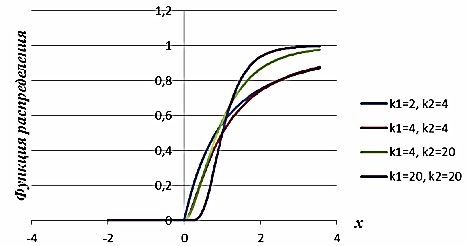 1,2
1
0,8
0,6
0,4
0,2
0
-4 -2 0 2 4
x
Функция распределения
k1=2, k2=4
k1=4, k2=4
k1=4, k2=20
k1=20, k2=20